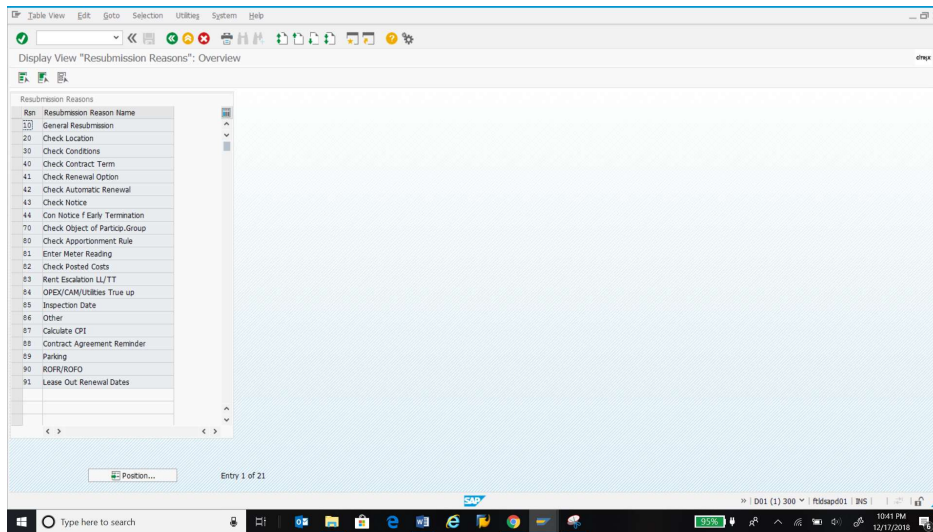 Table View Edit Goto Selection Utilities System Help
Display View "Resubmission Reasons": Overview
Resubmission Reasons
Rsn Resubmission Reason Name
10 General Resubmission
20 Check Location
30 Check Conditions
40 Check Contract Term
41 Check Renewal Option
42 Check Automatic Renewal
43 Check Notice
44 Con Notice f Early Termination
70 Check Object of Particip.Group
80 Check Apportionment Rule
81 Enter Meter Reading
82 Check Posted Costs
83 Rent Escalation LL/TT
84 OPEX/CAM/Utilities True up
85 Inspection Date
86 Other
87 Calculate CPI
88 Contract Agreement Reminder
89 Parking
90 ROFR/ROFO
91 Lease Out Renewal Dates
Position... Entry 1 of 21
SAP
D01 (1) 300 ftldsapd01 INS
Type here to search
95%
10:41 PM
12/17/2018